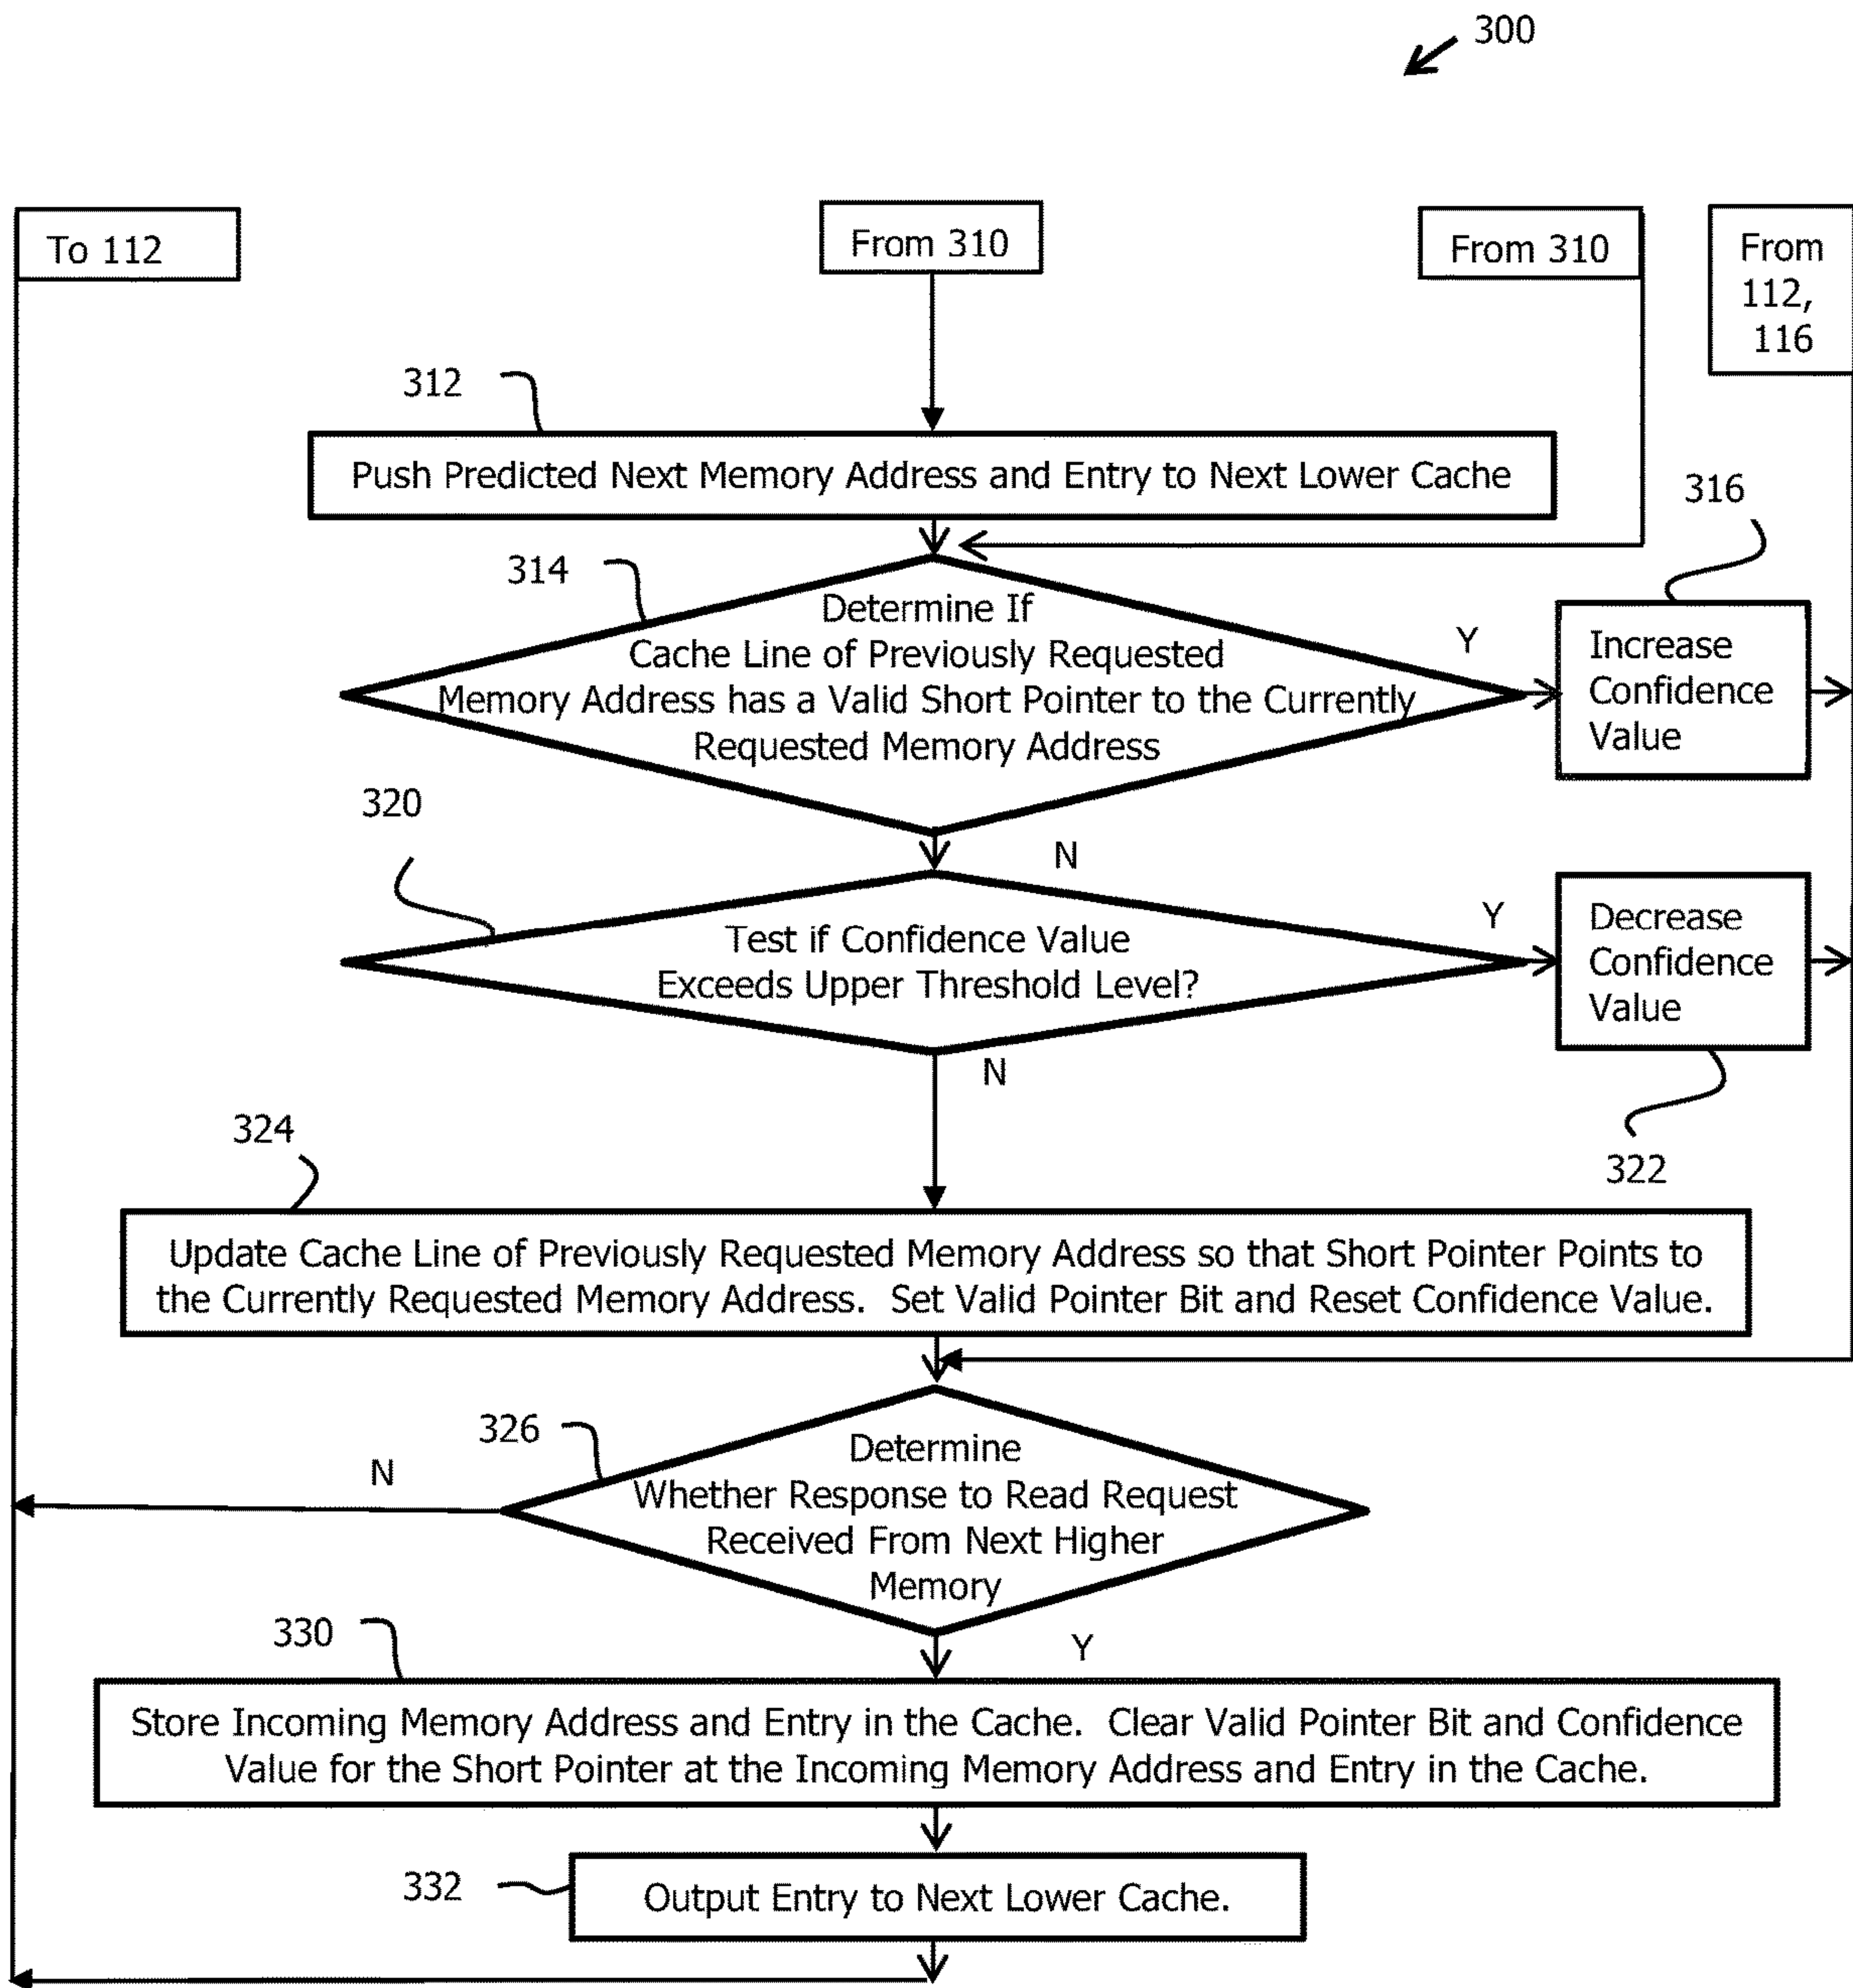 300
To 112
From 310
From 310
From
112,
116
312
Push Predicted Next Memory Address and Entry to Next Lower Cache
316
314
Determine If
Cache Line of Previously Requested
Memory Address has a Valid Short Pointer to the Currently
Requested Memory Address
Y
Increase
Confidence
Value
320
N
Test if Confidence Value
Exceeds Upper Threshold Level?
Y
Decrease
Confidence
Value
N
324
322
Update Cache Line of Previously Requested Memory Address so that Short Pointer Points to
the Currently Requested Memory Address. Set Valid Pointer Bit and Reset Confidence Value.
326
N
Determine
Whether Response to Read Request
Received From Next Higher
Memory
330
Y
Store Incoming Memory Address and Entry in the Cache. Clear Valid Pointer Bit and Confidence
Value for the Short Pointer at the Incoming Memory Address and Entry in the Cache.
332
Output Entry to Next Lower Cache.